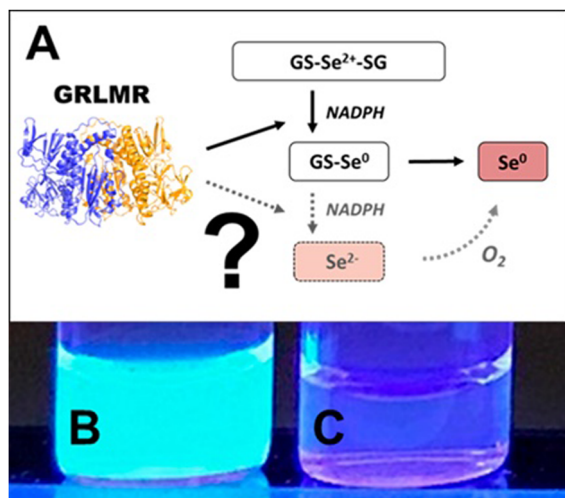 A
GRLMR
GS-Se²⁺-SG
NADPH
GS-Se⁰
Se⁰
NADPH
?
Se²⁻
O₂
B
C